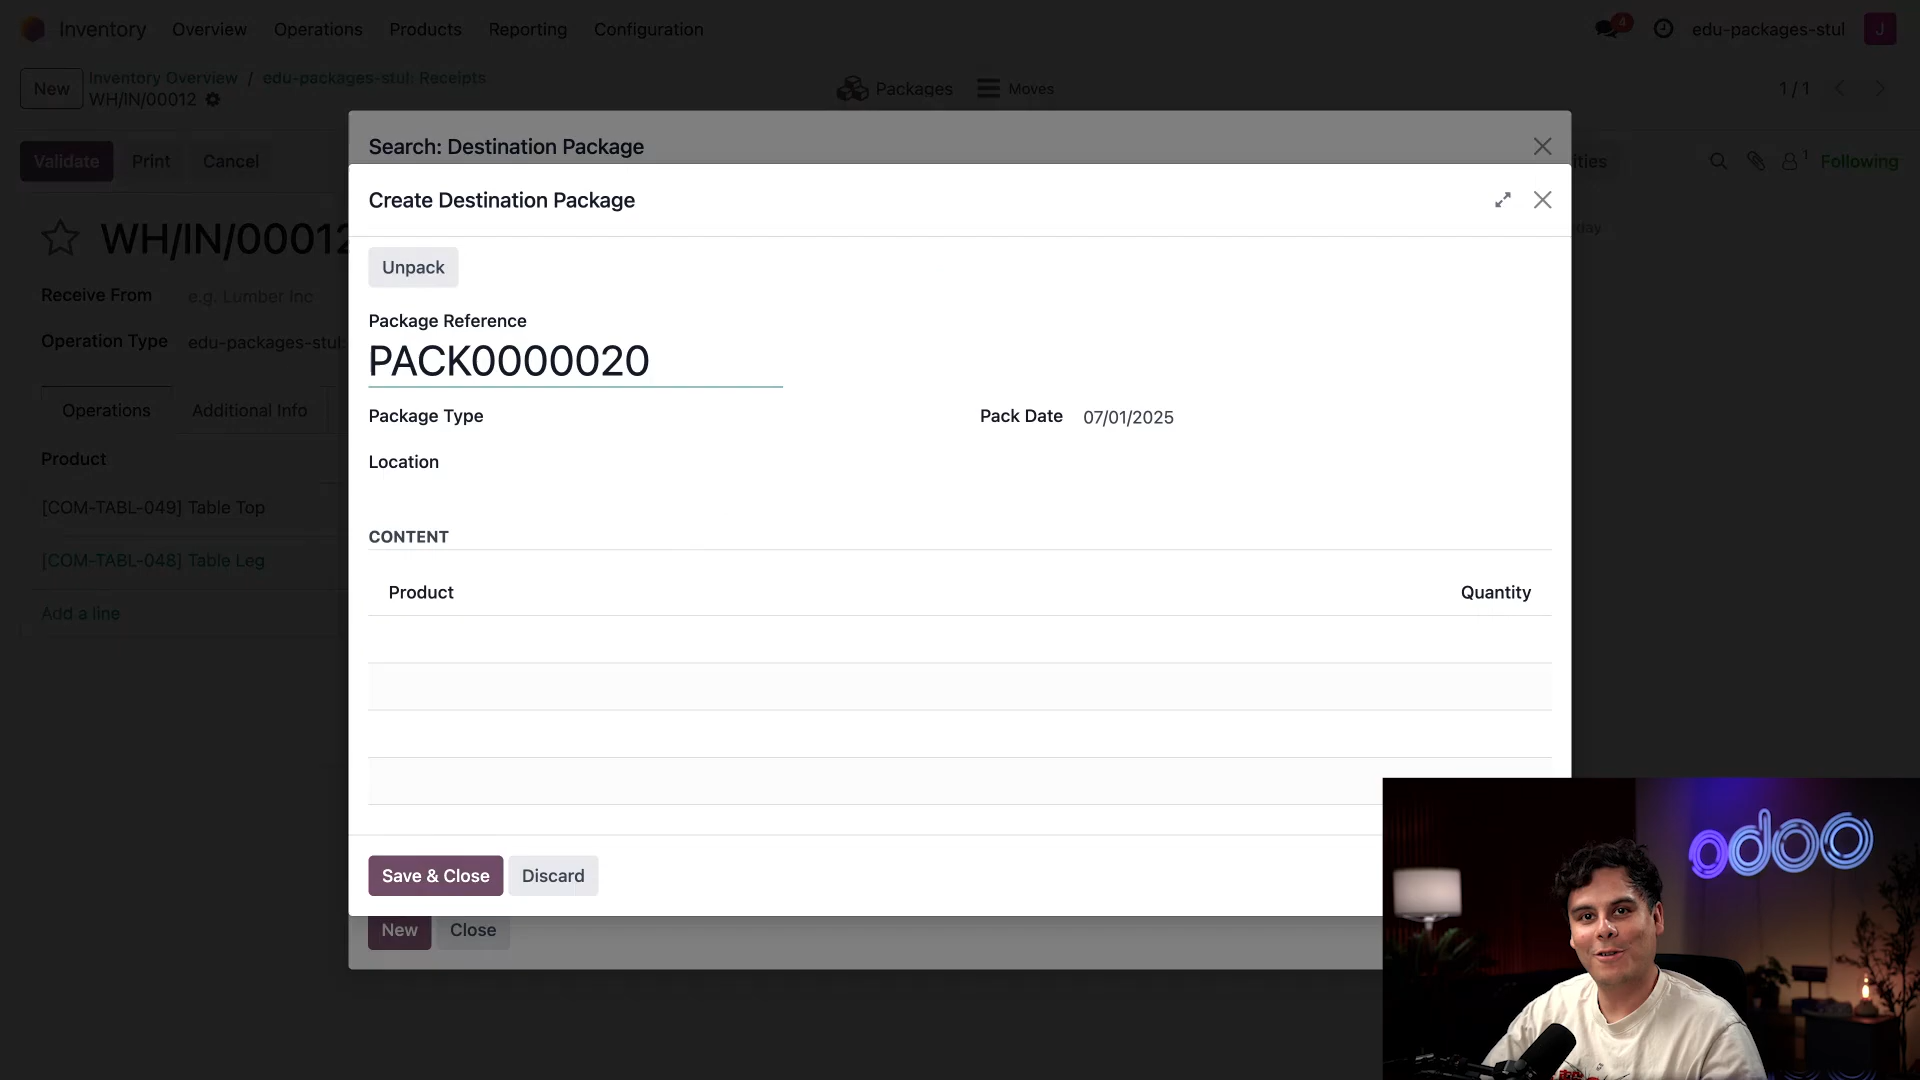 Inventory Overview Operations Products Reporting Configuration 4 edu-packages-stul J
New Inventory Overview / edu-packages-stul: Receipts
WH/IN/00012
Packages Moves 1 / 1
Validate Print Cancel
ities 1 Following
Search: Destination Package
Create Destination Package
Unpack
Package Reference
PACK0000020
Package Type
Pack Date 07/01/2025
Location
CONTENT
Product Quantity
Save & Close Discard
New Close
WH/IN/00012
day
Receive From e.g. Lumber Inc
Operation Type edu-packages-stul:
Operations Additional Info
Product
[COM-TABL-049] Table Top
[COM-TABL-048] Table Leg
Add a line
odoo